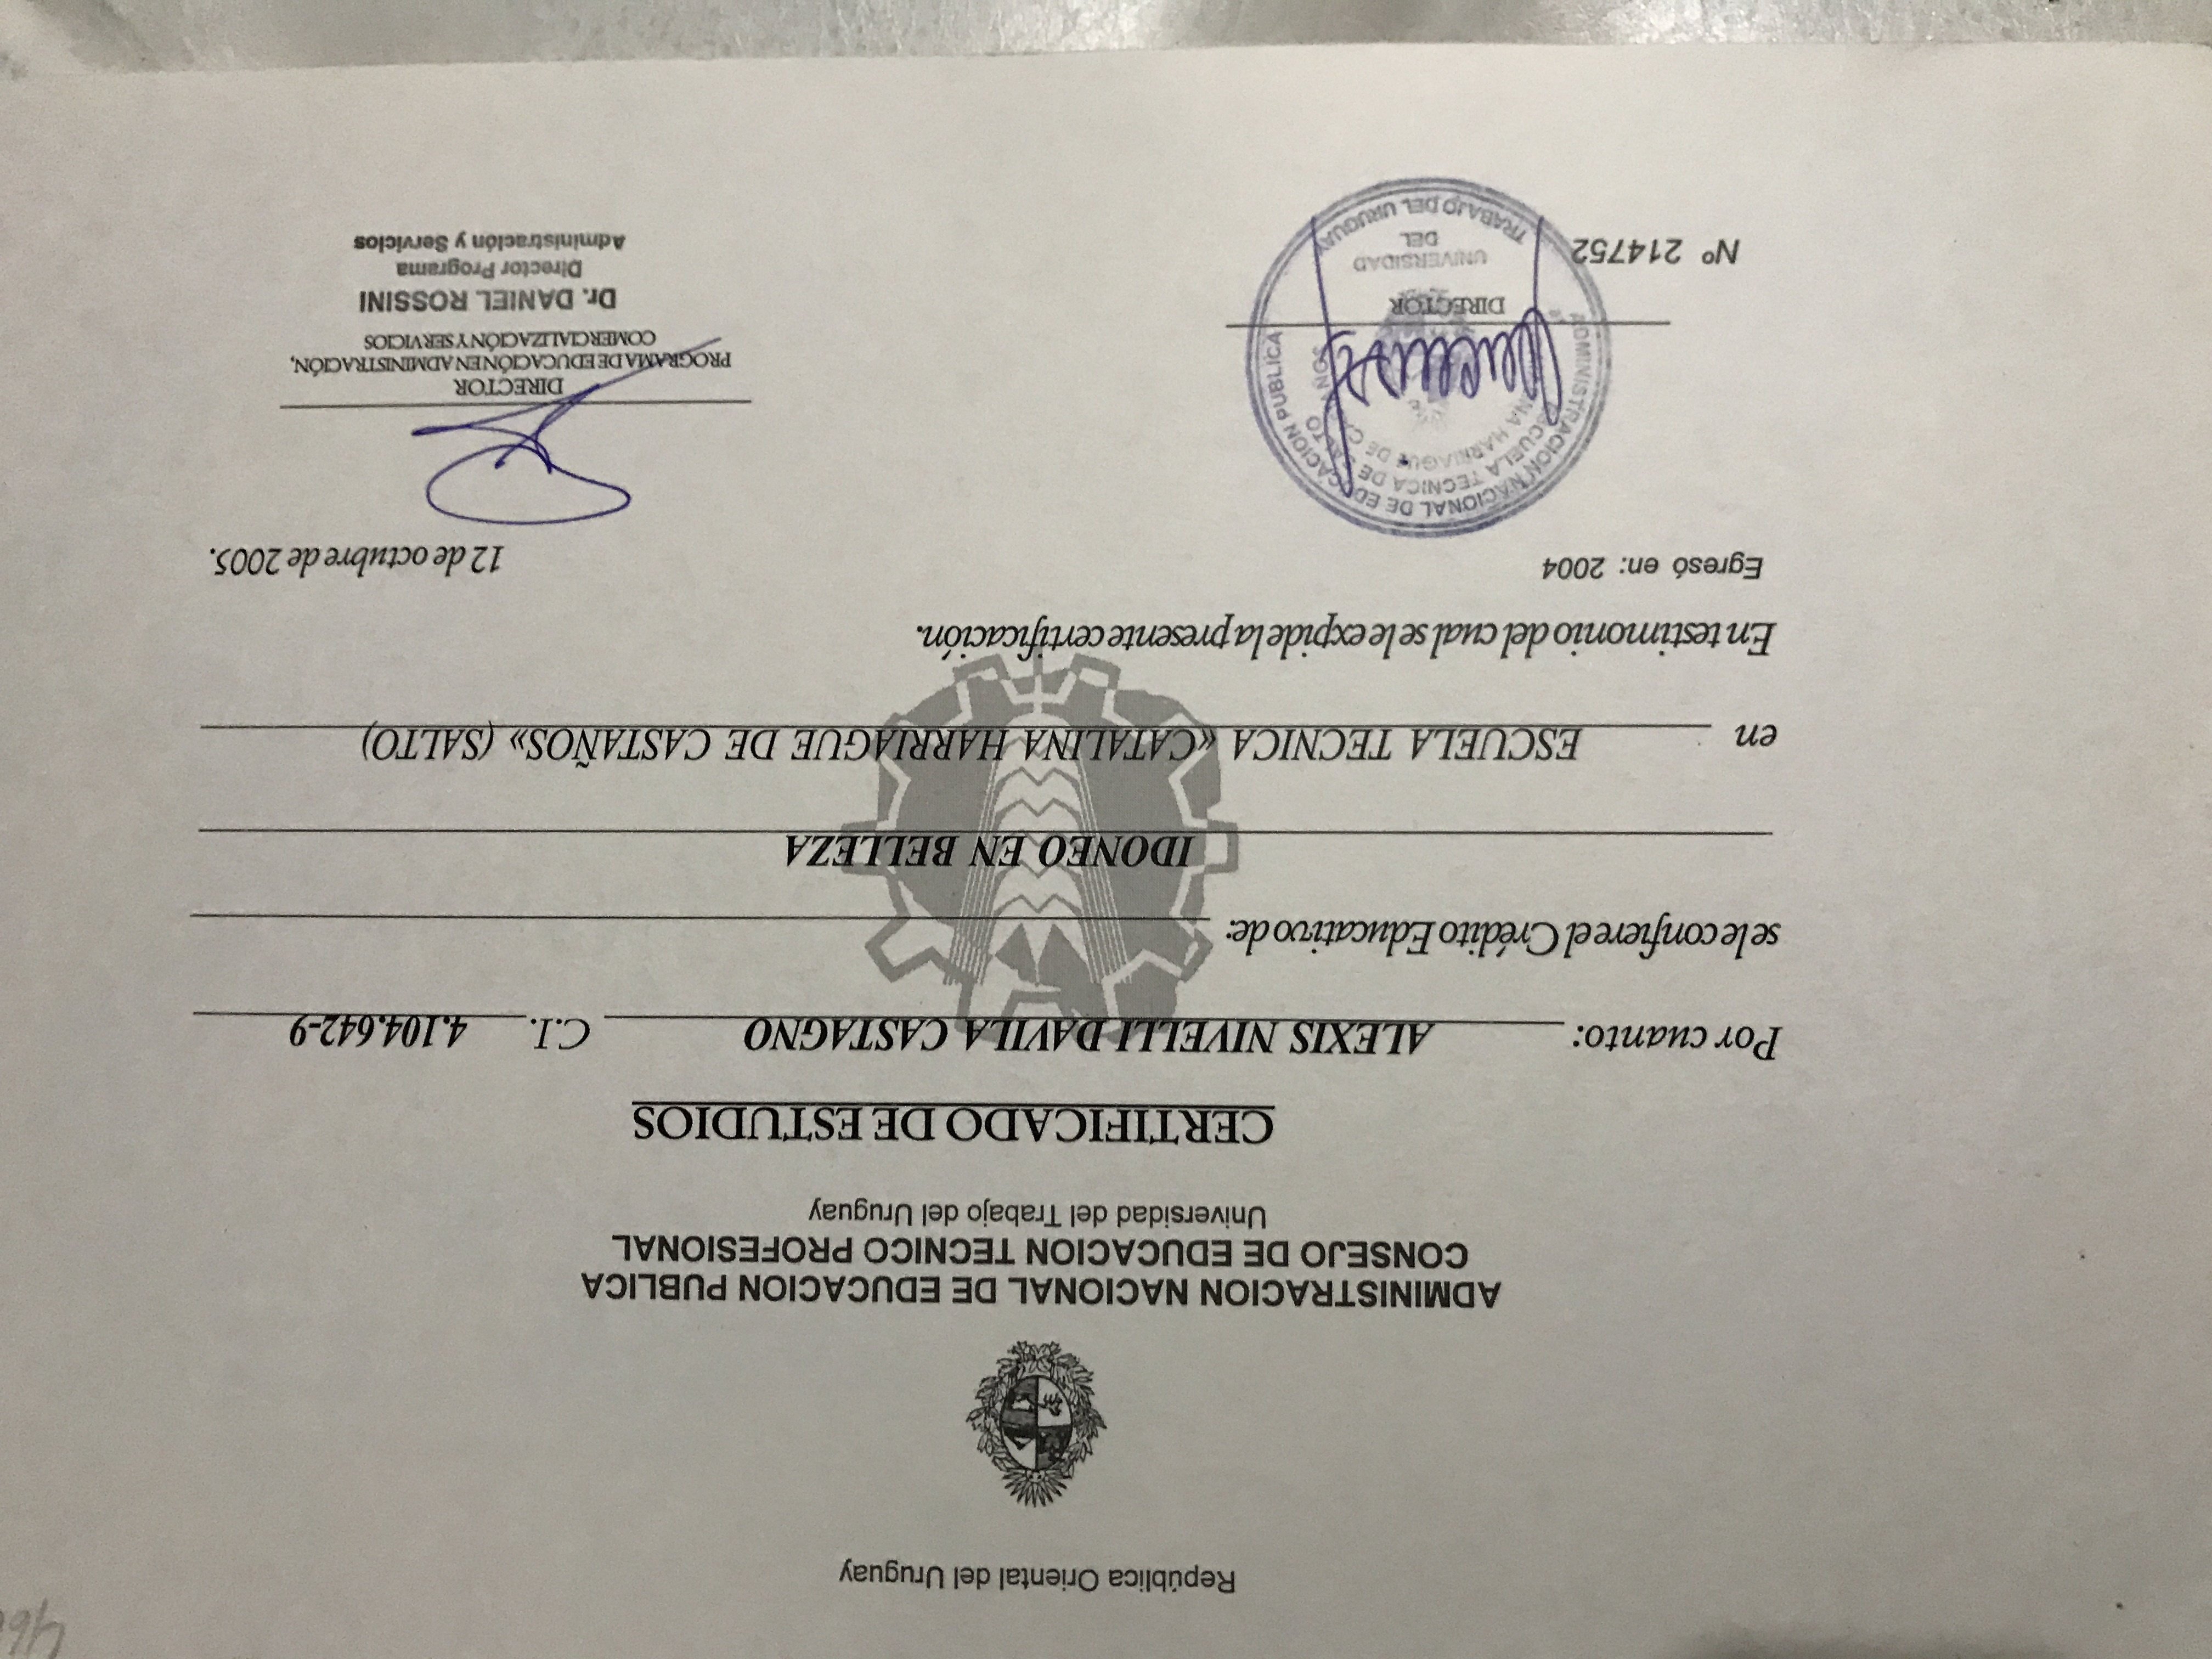 República Oriental del Uruguay
ADMINISTRACION NACIONAL DE EDUCACION PUBLICA
CONSEJO DE EDUCACION TECNICO PROFESIONAL
Universidad del Trabajo del Uruguay
CERTIFICADO DE ESTUDIOS
Por cuanto: ALEXIS NIVELLI DAVILA CASTAGNO C.I. 4.104.642-9
se le confiere el Crédito Educativo de:
IDONEO EN BELLEZA
en ESCUELA TECNICA «CATALINA HARRIAGUE DE CASTAÑOS» (SALTO)
En testimonio del cual se le expide la presente certificación.
Egresó en: 2004
12 de octubre de 2005.
ADMINISTRACION NACIONAL DE EDUCACION PUBLICA
ESCUELA TECNICA DE SALTO
HARRIAGUE DE CASTAÑOS
DIRECTOR
UNIVERSIDAD
DEL
TRABAJO DEL URUGUAY
Nº 214752
DIRECTOR
PROGRAMA DE EDUCACIÓN EN ADMINISTRACIÓN,
COMERCIALIZACIÓN Y SERVICIOS
Dr. DANIEL ROSSINI
Director Programa
Administración y Servicios